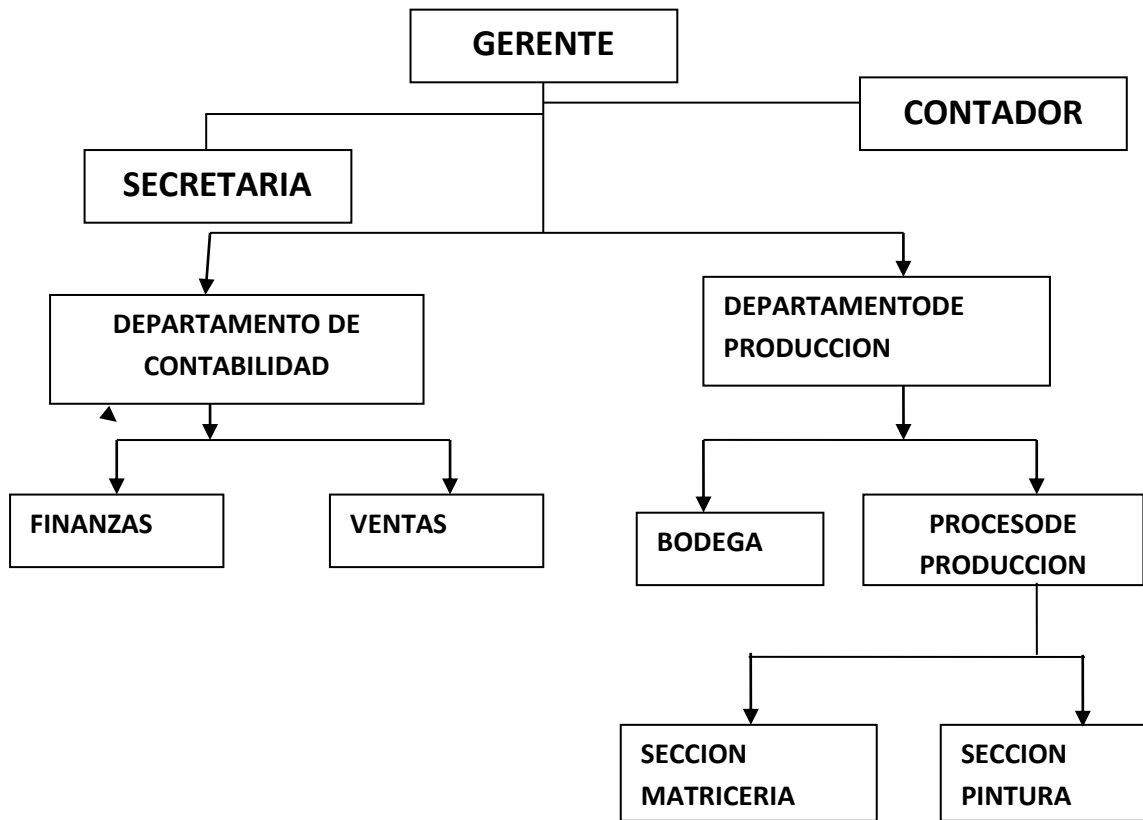 GERENTE
CONTADOR
SECRETARIA
DEPARTAMENTO DE
CONTABILIDAD
DEPARTAMENTODE
PRODUCCION
FINANZAS
VENTAS
BODEGA
PROCESODE
PRODUCCION
SECCION
MATRICERIA
SECCION
PINTURA